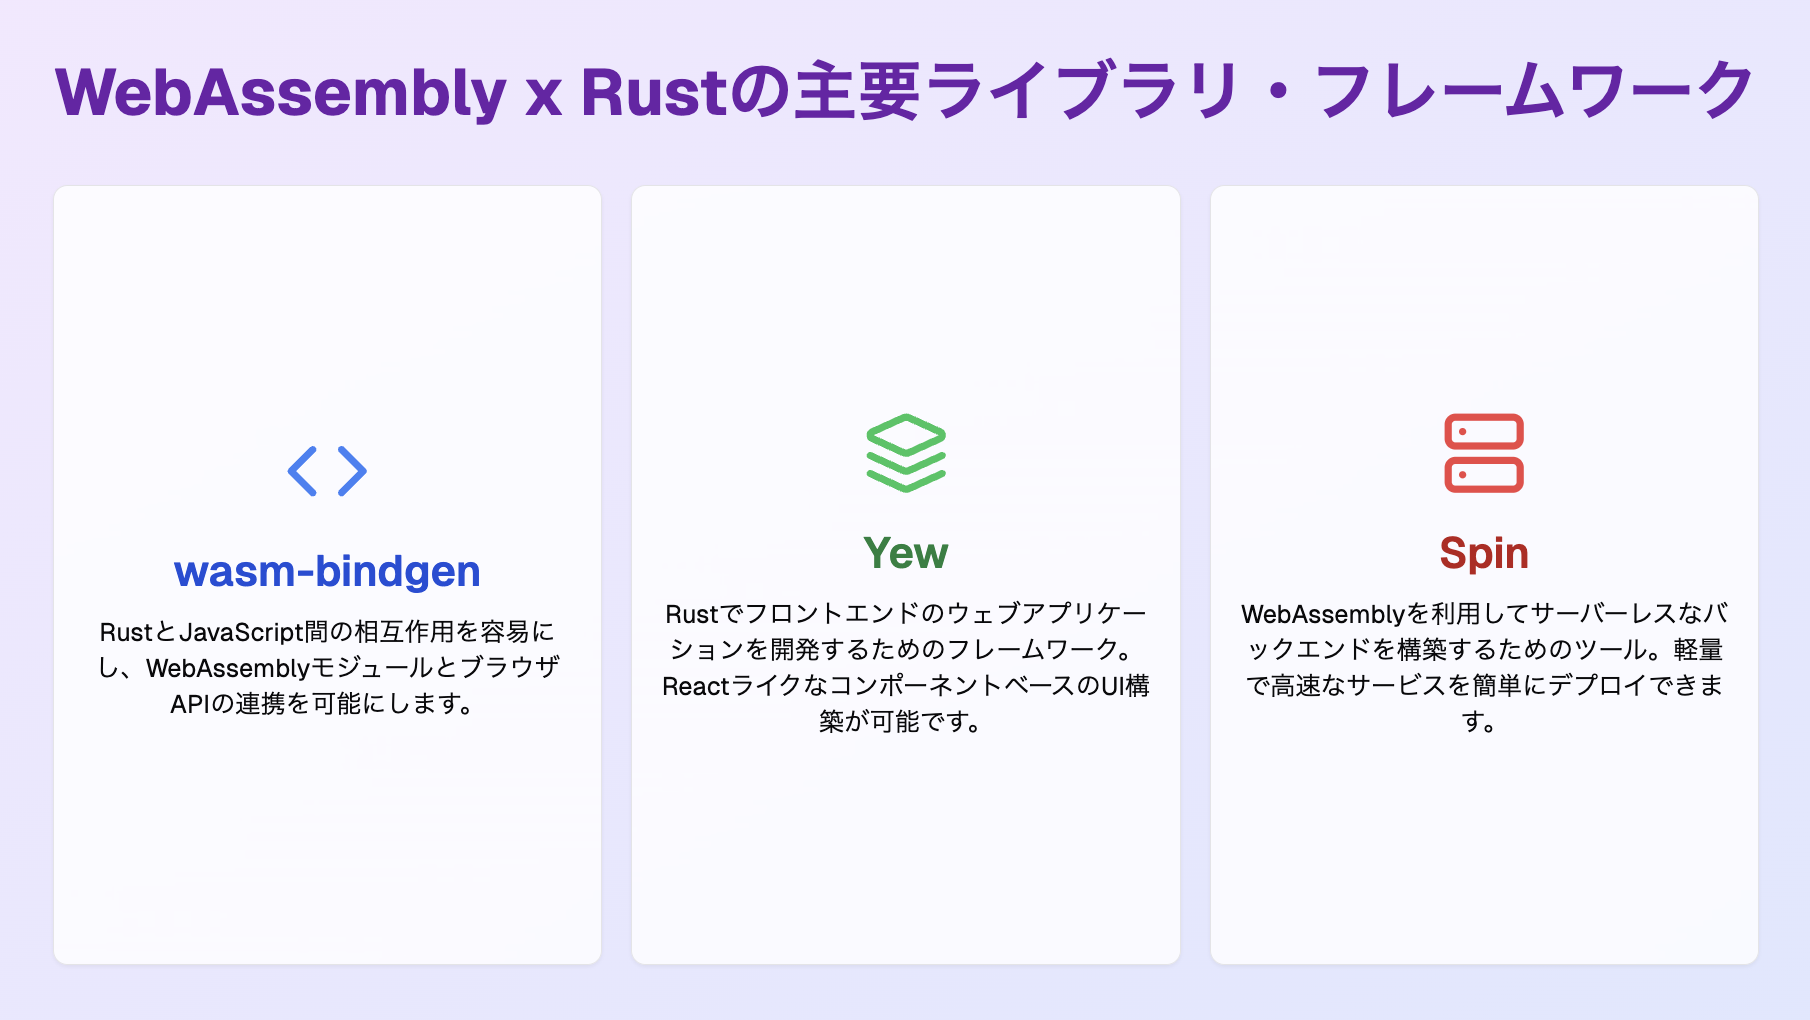 WebAssembly x Rustの主要ライブラリ・フレームワーク
wasm-bindgen
RustとJavaScript間の相互作用を容易に
し、WebAssemblyモジュールとブラウザ
APIの連携を可能にします。
Yew
Rustでフロントエンドのウェブアプリケー
ションを開発するためのフレームワーク。
ReactライクなコンポーネントベースのUI構
築が可能です。
Spin
WebAssemblyを利用してサーバーレスなバ
ックエンドを構築するためのツール。軽量
で高速なサービスを簡単にデプロイできま
す。